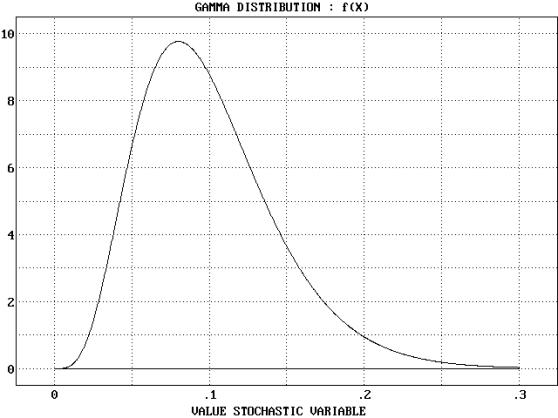 GAMMA DISTRIBUTION : f(X)
10
8
6
4
2
0
0 .1 .2 .3
VALUE STOCHASTIC VARIABLE